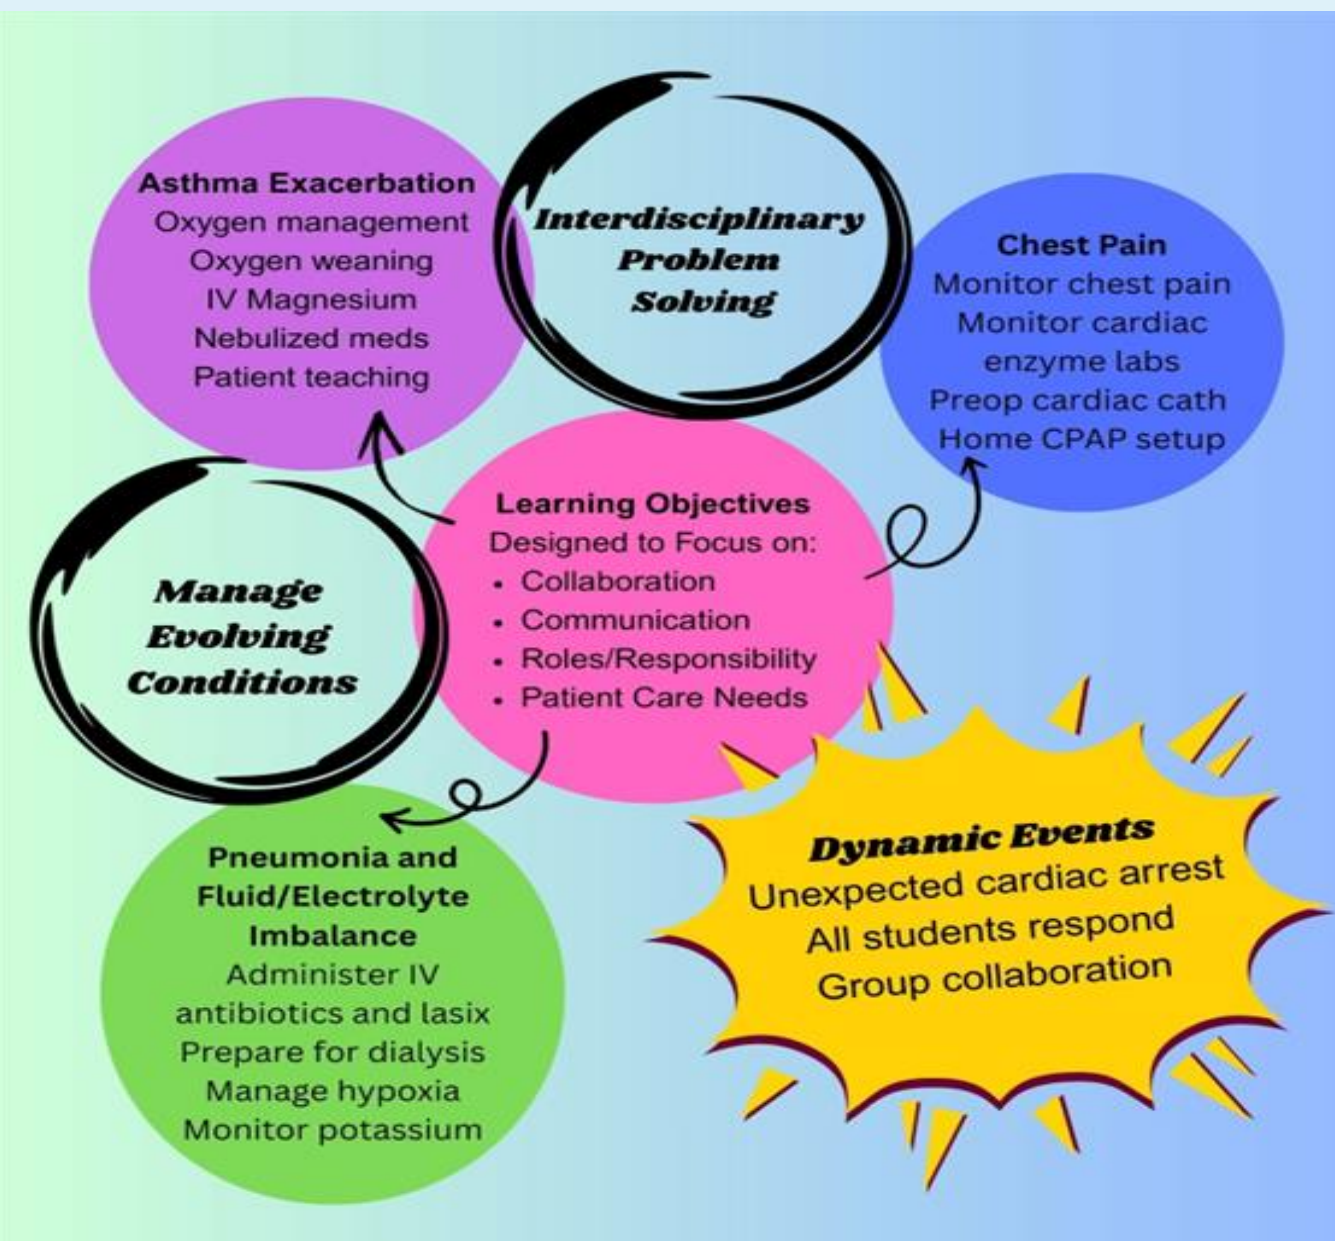 Asthma Exacerbation
Oxygen management
Oxygen weaning
IV Magnesium
Nebulized meds
Patient teaching
Interdisciplinary
Problem
Solving
Chest Pain
Monitor chest pain
Monitor cardiac
enzyme labs
Preop cardiac cath
Home CPAP setup
Manage
Evolving
Conditions
Learning Objectives
Designed to Focus on:
• Collaboration
• Communication
• Roles/Responsibility
• Patient Care Needs
Pneumonia and
Fluid/Electrolyte
Imbalance
Administer IV
antibiotics and lasix
Prepare for dialysis
Manage hypoxia
Monitor potassium
Dynamic Events
Unexpected cardiac arrest
All students respond
Group collaboration